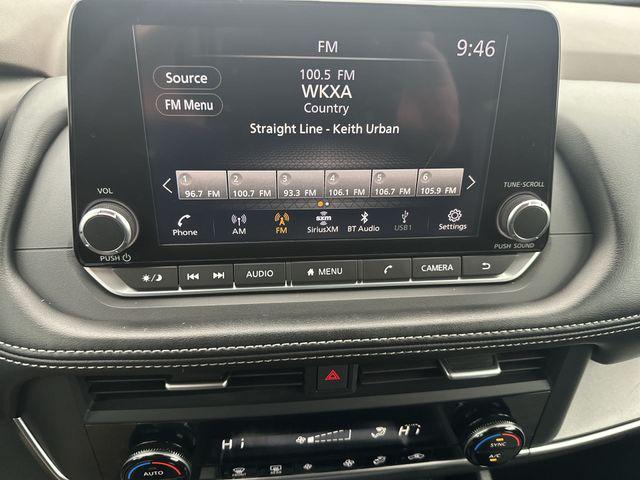 FM
9:46
Source
100.5 FM
FM Menu
WKXA
Country
Straight Line - Keith Urban
1 2 3 4 5 6
96.7 FM 100.7 FM 93.3 FM 106.1 FM 106.7 FM 105.9 FM
VOL
TUNE·SCROLL
sxm
Phone AM FM SiriusXM BT Audio USB1 Settings
PUSH
PUSH SOUND
AUDIO MENU CAMERA
Hi Hi
AUTO
SYNC
A/C